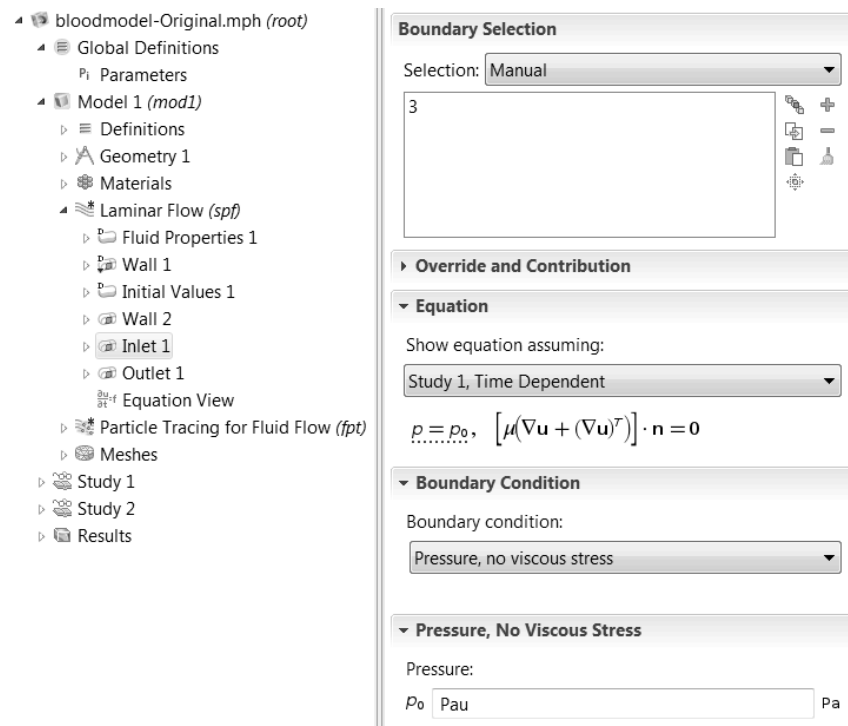 bloodmodel-Original.mph (root)
Global Definitions
Pi Parameters
Model 1 (mod1)
Definitions
Geometry 1
Materials
Laminar Flow (spf)
Fluid Properties 1
Wall 1
Initial Values 1
Wall 2
Inlet 1
Outlet 1
Equation View
Particle Tracing for Fluid Flow (fpt)
Meshes
Study 1
Study 2
Results
Boundary Selection
Selection: Manual
3
Override and Contribution
Equation
Show equation assuming:
Study 1, Time Dependent
p = p₀, [μ(∇u + (∇u)ᵀ)] · n = 0
Boundary Condition
Boundary condition:
Pressure, no viscous stress
Pressure, No Viscous Stress
Pressure:
p₀ Pau Pa